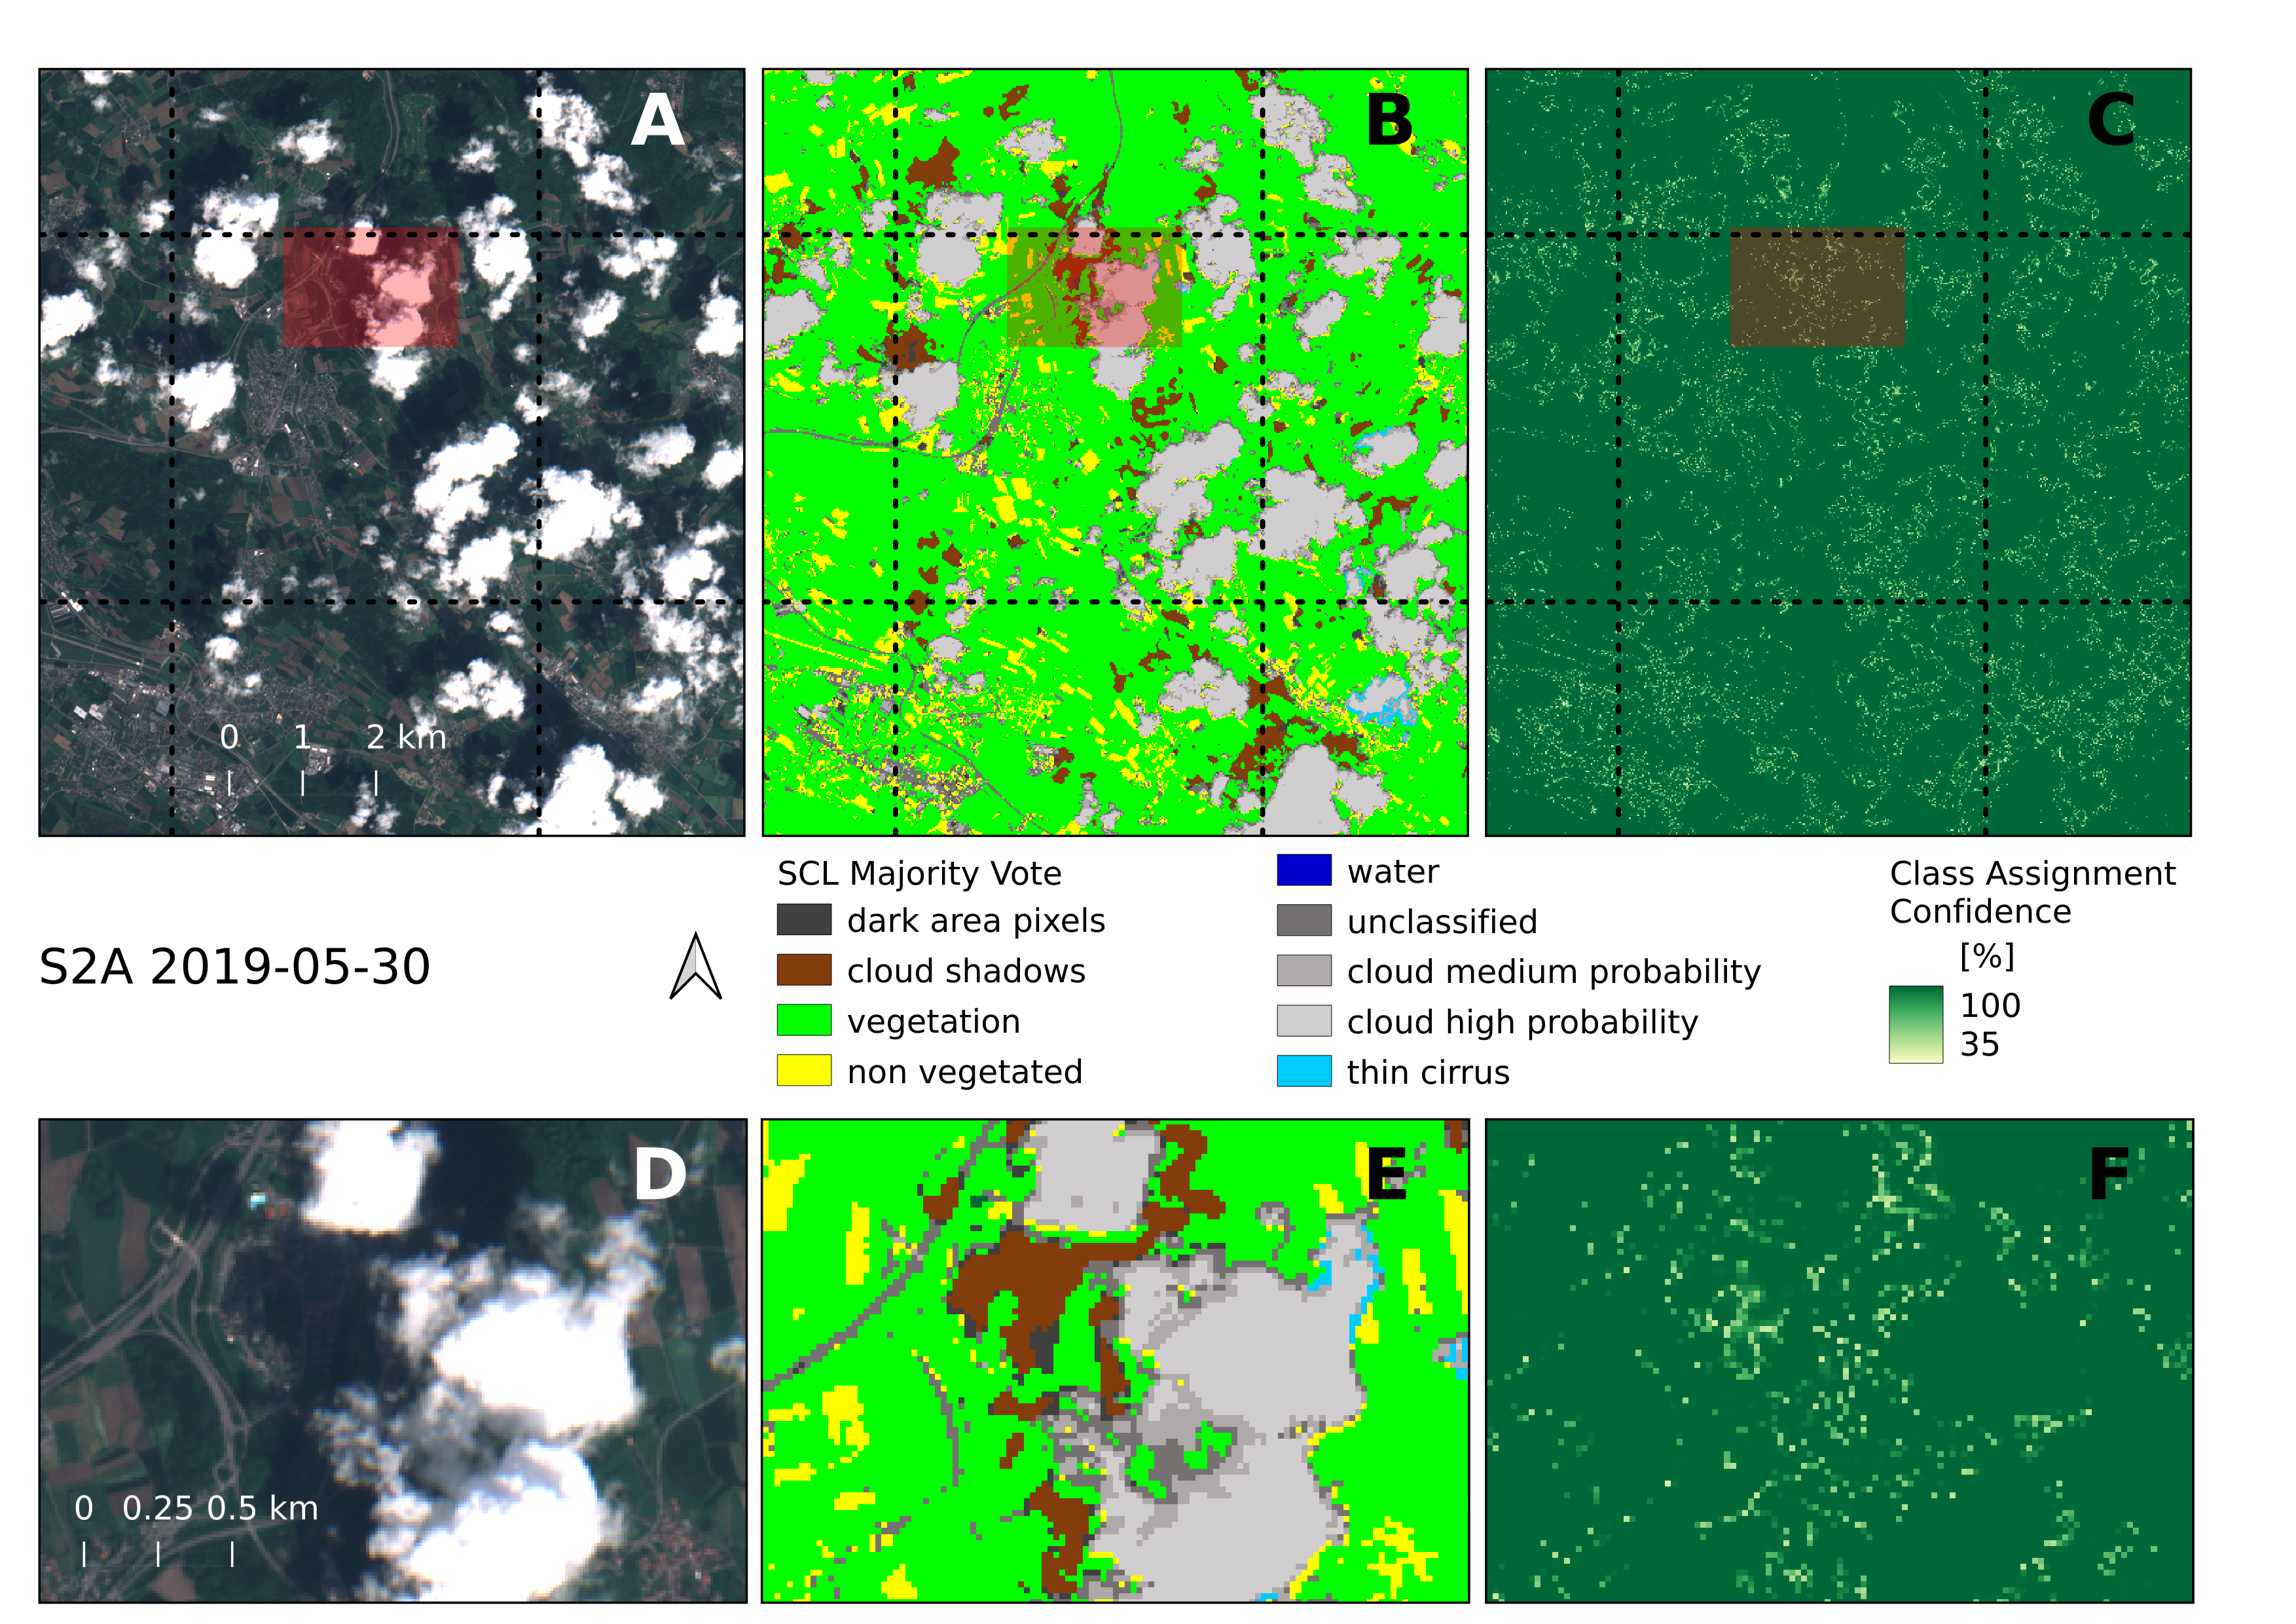 A
B
C
0 1 2 km
S2A 2019-05-30
SCL Majority Vote
dark area pixels
cloud shadows
vegetation
non vegetated
water
unclassified
cloud medium probability
cloud high probability
thin cirrus
Class Assignment
Confidence
[%]
100
35
D
E
F
0 0.25 0.5 km